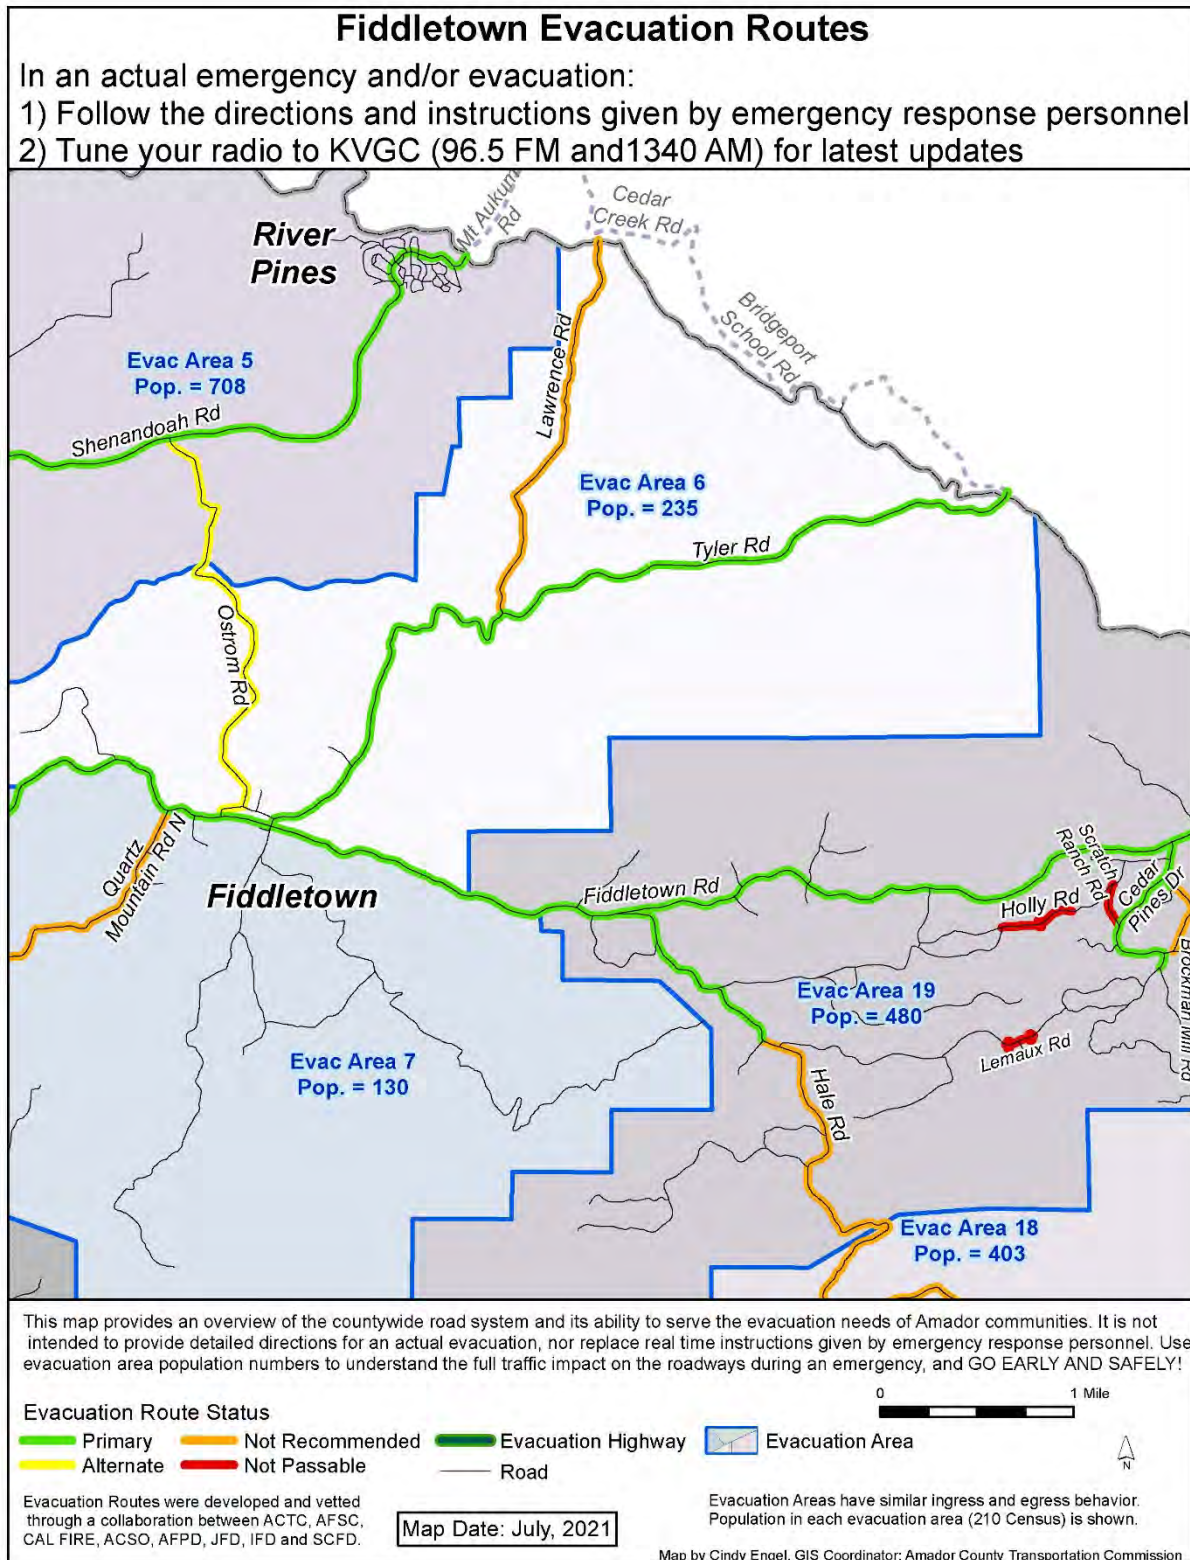 Fiddletown Evacuation Routes
In an actual emergency and/or evacuation:
1) Follow the directions and instructions given by emergency response personnel
2) Tune your radio to KVGC (96.5 FM and1340 AM) for latest updates
Mt Aukum
Rd
Cedar
Creek Rd
River
Pines
Bridgeport
School Rd
Evac Area 5
Pop. = 708
Lawrence Rd
Shenandoah Rd
Evac Area 6
Pop. = 235
Tyler Rd
Ostrom Rd
Quartz
Mountain Rd N
Fiddletown
Fiddletown Rd
Scratch
Ranch Rd
Cedar
Pines Dr
Holly Rd
Brockman Mill Rd
Evac Area 19
Pop. = 480
Lemaux Rd
Evac Area 7
Pop. = 130
Hale Rd
Evac Area 18
Pop. = 403
This map provides an overview of the countywide road system and its ability to serve the evacuation needs of Amador communities. It is not
intended to provide detailed directions for an actual evacuation, nor replace real time instructions given by emergency response personnel. Use
evacuation area population numbers to understand the full traffic impact on the roadways during an emergency, and GO EARLY AND SAFELY!
0 1 Mile
Evacuation Route Status
Primary Not Recommended Evacuation Highway Evacuation Area
Alternate Not Passable Road
N
Evacuation Routes were developed and vetted
through a collaboration between ACTC, AFSC,
CAL FIRE, ACSO, AFPD, JFD, IFD and SCFD.
Map Date: July, 2021
Evacuation Areas have similar ingress and egress behavior.
Population in each evacuation area (210 Census) is shown.
Map by Cindy Engel, GIS Coordinator: Amador County Transportation Commission